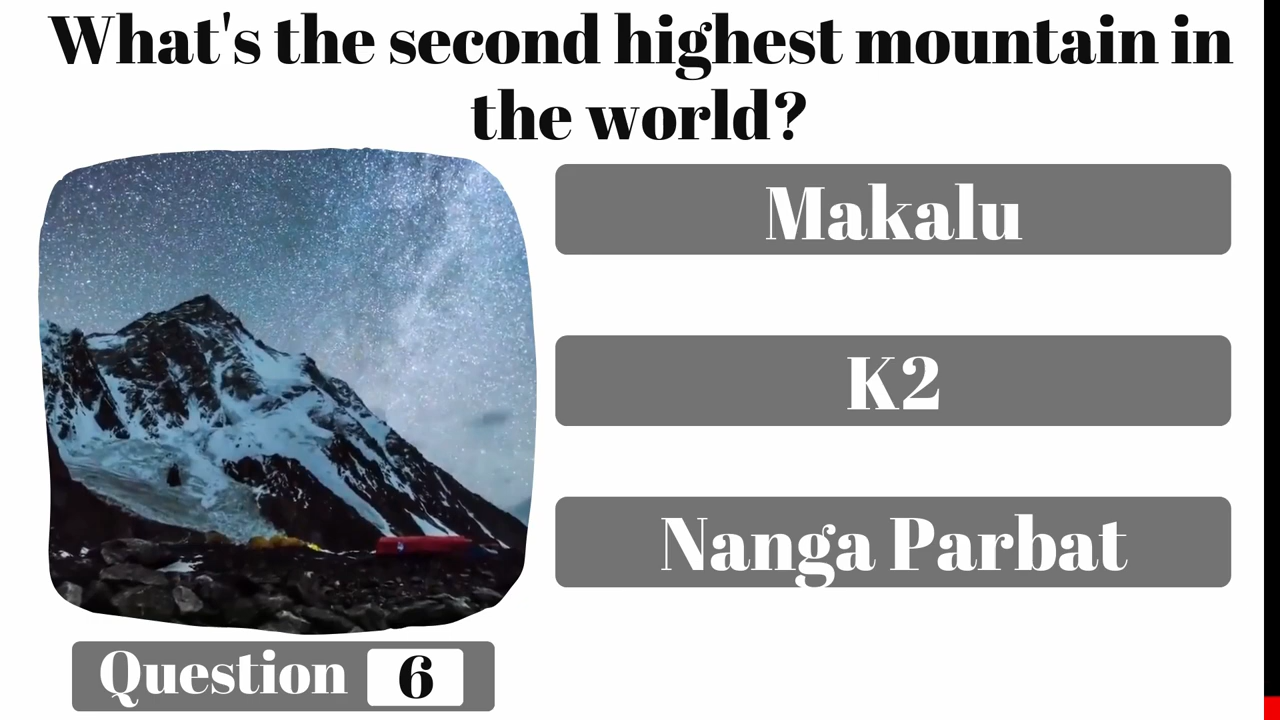 What's the second highest mountain in
the world?
Makalu
K2
Nanga Parbat
Question 6